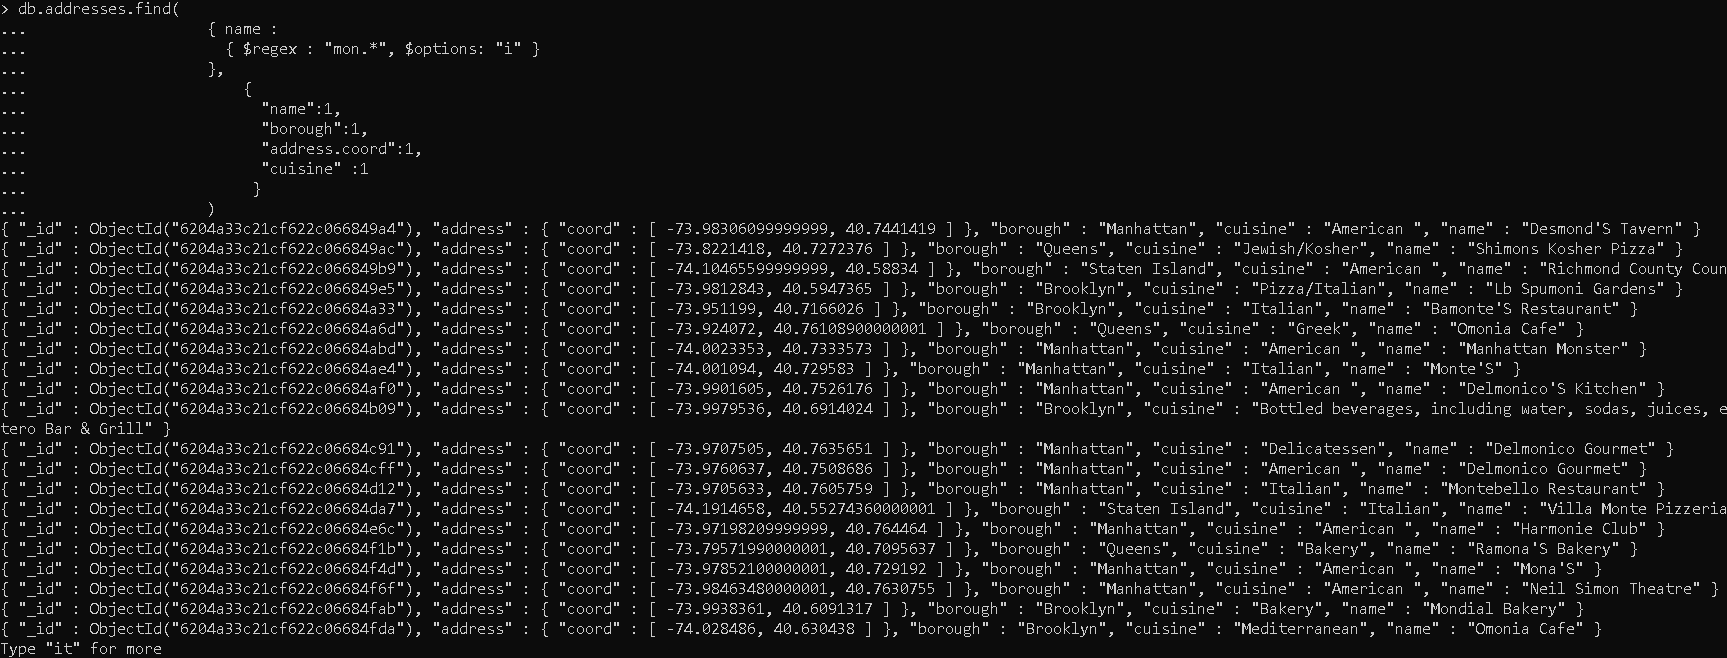 > db.addresses.find(
... { name :
... { $regex : "mon.*", $options: "i" }
... },
... {
... "name":1,
... "borough":1,
... "address.coord":1,
... "cuisine" :1
... }
... )
{ "_id" : ObjectId("6204a33c21cf622c066849a4"), "address" : { "coord" : [ -73.98306099999999, 40.7441419 ] }, "borough" : "Manhattan", "cuisine" : "American ", "name" : "Desmond'S Tavern" }
{ "_id" : ObjectId("6204a33c21cf622c066849ac"), "address" : { "coord" : [ -73.8221418, 40.7272376 ] }, "borough" : "Queens", "cuisine" : "Jewish/Kosher", "name" : "Shimons Kosher Pizza" }
{ "_id" : ObjectId("6204a33c21cf622c066849b9"), "address" : { "coord" : [ -74.10465599999999, 40.58834 ] }, "borough" : "Staten Island", "cuisine" : "American ", "name" : "Richmond County Coun
{ "_id" : ObjectId("6204a33c21cf622c066849e5"), "address" : { "coord" : [ -73.9812843, 40.5947365 ] }, "borough" : "Brooklyn", "cuisine" : "Pizza/Italian", "name" : "Lb Spumoni Gardens" }
{ "_id" : ObjectId("6204a33c21cf622c06684a33"), "address" : { "coord" : [ -73.951199, 40.7166026 ] }, "borough" : "Brooklyn", "cuisine" : "Italian", "name" : "Bamonte'S Restaurant" }
{ "_id" : ObjectId("6204a33c21cf622c06684a6d"), "address" : { "coord" : [ -73.924072, 40.76108900000001 ] }, "borough" : "Queens", "cuisine" : "Greek", "name" : "Omonia Cafe" }
{ "_id" : ObjectId("6204a33c21cf622c06684abd"), "address" : { "coord" : [ -74.0023353, 40.7333573 ] }, "borough" : "Manhattan", "cuisine" : "American ", "name" : "Manhattan Monster" }
{ "_id" : ObjectId("6204a33c21cf622c06684ae4"), "address" : { "coord" : [ -74.001094, 40.729583 ] }, "borough" : "Manhattan", "cuisine" : "Italian", "name" : "Monte'S" }
{ "_id" : ObjectId("6204a33c21cf622c06684af0"), "address" : { "coord" : [ -73.9901605, 40.7526176 ] }, "borough" : "Manhattan", "cuisine" : "American ", "name" : "Delmonico'S Kitchen" }
{ "_id" : ObjectId("6204a33c21cf622c06684b09"), "address" : { "coord" : [ -73.9979536, 40.6914024 ] }, "borough" : "Brooklyn", "cuisine" : "Bottled beverages, including water, sodas, juices, e
tero Bar & Grill" }
{ "_id" : ObjectId("6204a33c21cf622c06684c91"), "address" : { "coord" : [ -73.9707505, 40.7635651 ] }, "borough" : "Manhattan", "cuisine" : "Delicatessen", "name" : "Delmonico Gourmet" }
{ "_id" : ObjectId("6204a33c21cf622c06684cff"), "address" : { "coord" : [ -73.9760637, 40.7508686 ] }, "borough" : "Manhattan", "cuisine" : "American ", "name" : "Delmonico Gourmet" }
{ "_id" : ObjectId("6204a33c21cf622c06684d12"), "address" : { "coord" : [ -73.9705633, 40.7605759 ] }, "borough" : "Manhattan", "cuisine" : "Italian", "name" : "Montebello Restaurant" }
{ "_id" : ObjectId("6204a33c21cf622c06684da7"), "address" : { "coord" : [ -74.1914658, 40.55274360000001 ] }, "borough" : "Staten Island", "cuisine" : "Italian", "name" : "Villa Monte Pizzeria
{ "_id" : ObjectId("6204a33c21cf622c06684e6c"), "address" : { "coord" : [ -73.97198209999999, 40.764464 ] }, "borough" : "Manhattan", "cuisine" : "American ", "name" : "Harmonie Club" }
{ "_id" : ObjectId("6204a33c21cf622c06684f1b"), "address" : { "coord" : [ -73.79571990000001, 40.7095637 ] }, "borough" : "Queens", "cuisine" : "Bakery", "name" : "Ramona'S Bakery" }
{ "_id" : ObjectId("6204a33c21cf622c06684f4d"), "address" : { "coord" : [ -73.97852100000001, 40.729192 ] }, "borough" : "Manhattan", "cuisine" : "American ", "name" : "Mona'S" }
{ "_id" : ObjectId("6204a33c21cf622c06684f6f"), "address" : { "coord" : [ -73.98463480000001, 40.7630755 ] }, "borough" : "Manhattan", "cuisine" : "American ", "name" : "Neil Simon Theatre" }
{ "_id" : ObjectId("6204a33c21cf622c06684fab"), "address" : { "coord" : [ -73.9938361, 40.6091317 ] }, "borough" : "Brooklyn", "cuisine" : "Bakery", "name" : "Mondial Bakery" }
{ "_id" : ObjectId("6204a33c21cf622c06684fda"), "address" : { "coord" : [ -74.028486, 40.630438 ] }, "borough" : "Brooklyn", "cuisine" : "Mediterranean", "name" : "Omonia Cafe" }
Type "it" for more